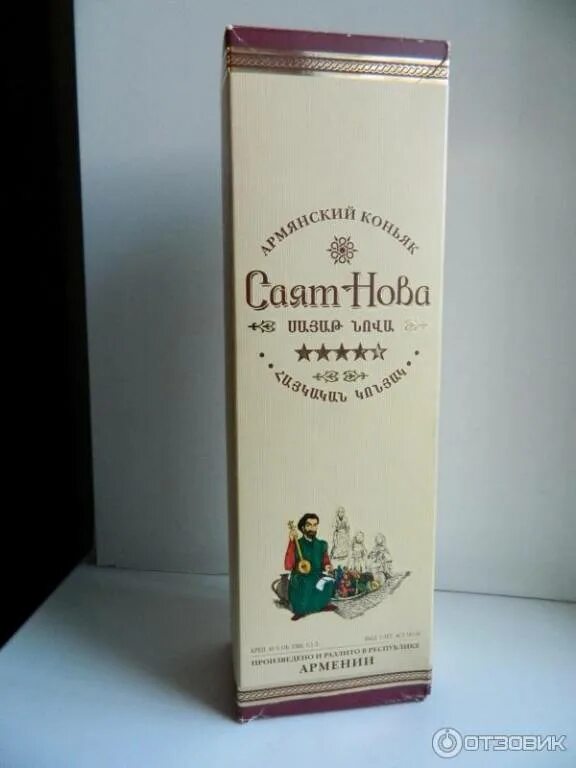 АРМЯНСКИЙ КОНЬЯК
Саят-Нова
ՍԱՅԱԹ ՆՈՎԱ
ՀԱՅԿԱԿԱՆ ԿՈՆՅԱԿ
ПРОИЗВЕДЕНО И РАЗЛИТО В РЕСПУБЛИКЕ
АРМЕНИИ
ОТЗОВИК